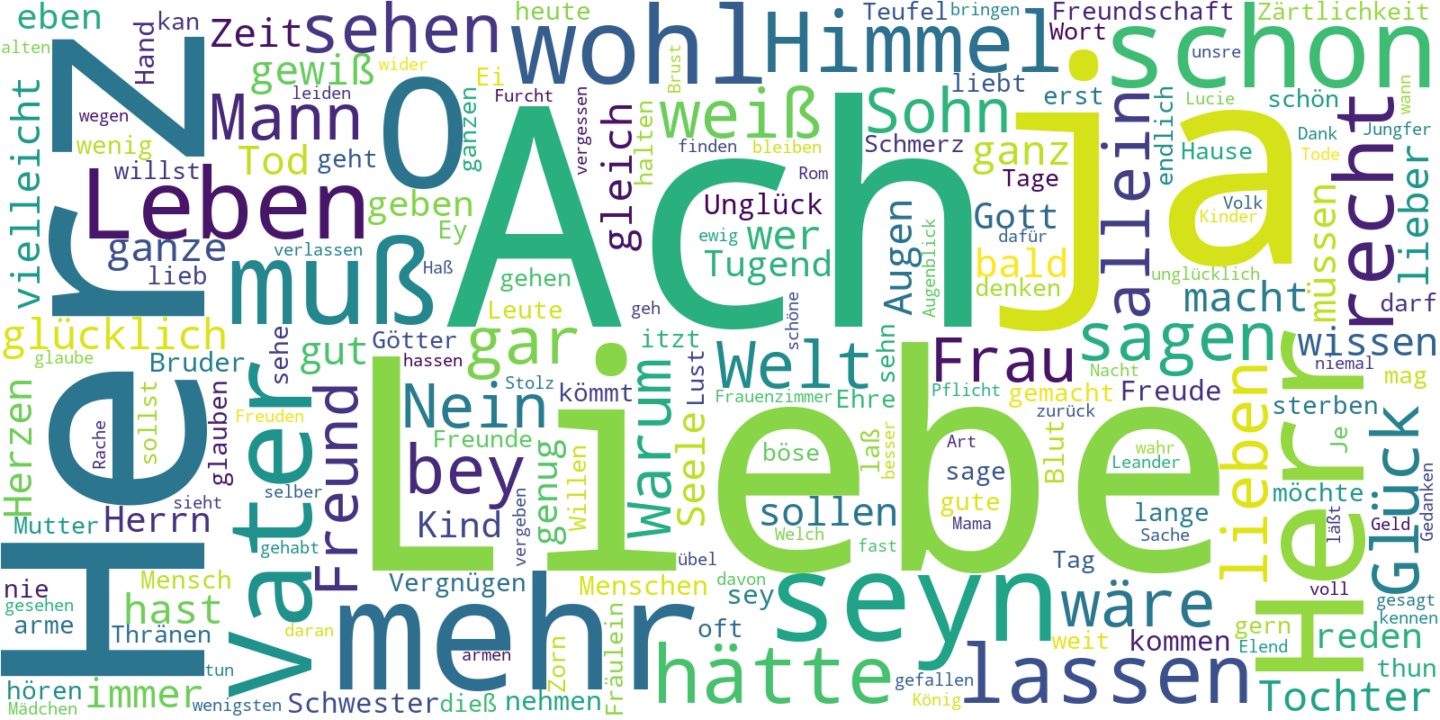 eben
kan
Zeit
sehen
heute
wohl
Himmel
Teufel
bringen
Freundschaft
Zärtlichkeit
Wort
schon
unsre
alten
Hand
gewiß
wider
Ei
Brust
liebt
erst
Herz
O
Ach
ja
vielleicht
wegen
wenig
willst
Mann
leiden
Furcht
ganzen
vergessen
gleich
halten
weiß
Sohn
allein
endlich
Lucie
schön
recht
wann
Tod
geht
finden
bleiben
Schmerz
ganz
Hause
Dank
Jungfer
Tode
lieber
Leben
geben
Ey
Rom
Tage
Unglück
Gott
Volk
Kinder
müssen
ganze
lieb
verlassen
muß
Haß
gehen
ewig
wer
Tugend
Augen
Augenblick
dafür
bald
denken
unglücklich
macht
darf
glücklich
glaube
Leute
geh
schöne
sagen
wissen
Bruder
sehe
gut
Götter
hassen
gar
itzt
Welt
sehn
Frau
Nacht
niemal
mag
Herzen
Rache
sollst
glauben
Freuden
Vater
Freund
Nein
Stolz
kömmt
Warum
Lust
Frauenzimmer
Ehre
Pflicht
gemacht
Freude
zurück
lieben
Herr
sterben
Je
Glück
Liebe
Freunde
bey
genug
Willen
Seele
böse
laß
besser
Art
sage
Blut
wahr
Leander
sieht
selber
Mutter
Herrn
Kind
vergeben
sollen
Welch
gute
Mama
lange
Sache
möchte
läßt
Geld
Gedanken
gehabt
fast
nie
gesehen
arme
Mensch
hast
Thränen
Vergnügen
Menschen
übel
davon
sey
seyn
Tag
wäre
voll
gesagt
kennen
daran
mehr
armen
Zorn
Fräulein
oft
weit
kommen
gern
Elend
reden
tun
thun
hören
Mädchen
immer
wenigsten
Schwester
dieß
nehmen
hätte
gefallen
König
lassen
Tochter